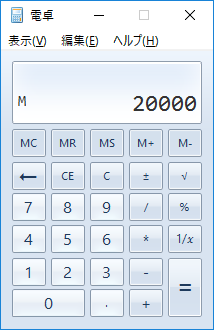 電卓
表示(V) 編集(E) ヘルプ(H)
M 20000
MC MR MS M+ M-
← CE C ± √
7 8 9 / %
4 5 6 * 1/x
1 2 3 - =
0 . +